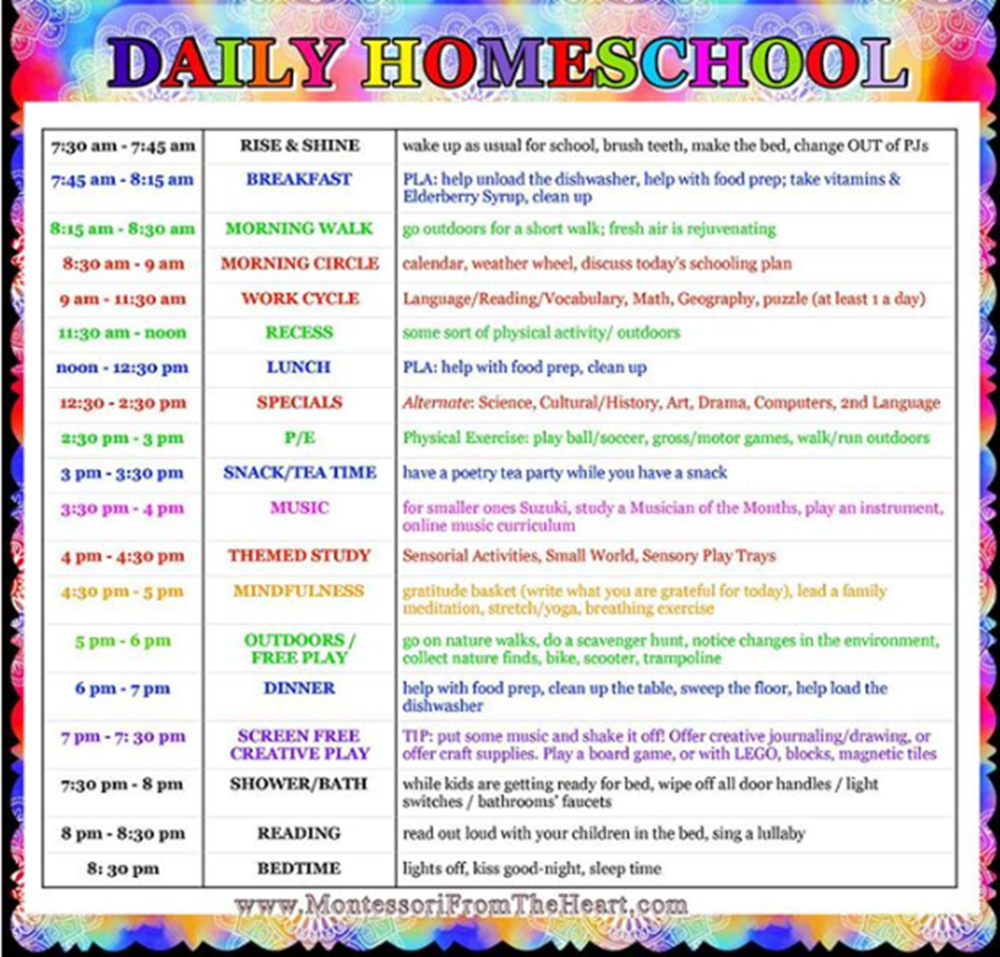 DAILY HOMESCHOOL
7:30 am - 7:45 am RISE & SHINE wake up as usual for school, brush teeth, make the bed, change OUT of PJs
7:45 am - 8:15 am BREAKFAST PLA: help unload the dishwasher, help with food prep; take vitamins &
Elderberry Syrup, clean up
8:15 am - 8:30 am MORNING WALK go outdoors for a short walk; fresh air is rejuvenating
8:30 am - 9 am MORNING CIRCLE calendar, weather wheel, discuss today's schooling plan
9 am - 11:30 am WORK CYCLE Language/Reading/Vocabulary, Math, Geography, puzzle (at least 1 a day)
11:30 am - noon RECESS some sort of physical activity/ outdoors
noon - 12:30 pm LUNCH PLA: help with food prep, clean up
12:30 - 2:30 pm SPECIALS Alternate: Science, Cultural/History, Art, Drama, Computers, 2nd Language
2:30 pm - 3 pm P/E Physical Exercise: play ball/soccer, gross/motor games, walk/run outdoors
3 pm - 3:30 pm SNACK/TEA TIME have a poetry tea party while you have a snack
3:30 pm - 4 pm MUSIC for smaller ones Suzuki, study a Musician of the Months, play an instrument,
online music curriculum
4 pm - 4:30 pm THEMED STUDY Sensorial Activities, Small World, Sensory Play Trays
4:30 pm - 5 pm MINDFULNESS gratitude basket (write what you are grateful for today), lead a family
meditation, stretch/yoga, breathing exercise
5 pm - 6 pm OUTDOORS / go on nature walks, do a scavenger hunt, notice changes in the environment,
FREE PLAY collect nature finds, bike, scooter, trampoline
6 pm - 7 pm DINNER help with food prep, clean up the table, sweep the floor, help load the
dishwasher
7 pm - 7: 30 pm SCREEN FREE TIP: put some music and shake it off! Offer creative journaling/drawing, or
CREATIVE PLAY offer craft supplies. Play a board game, or with LEGO, blocks, magnetic tiles
7:30 pm - 8 pm SHOWER/BATH while kids are getting ready for bed, wipe off all door handles / light
switches / bathrooms' faucets
8 pm - 8:30 pm READING read out loud with your children in the bed, sing a lullaby
8: 30 pm BEDTIME lights off, kiss good-night, sleep time
www.MontessoriFromTheHeart.com